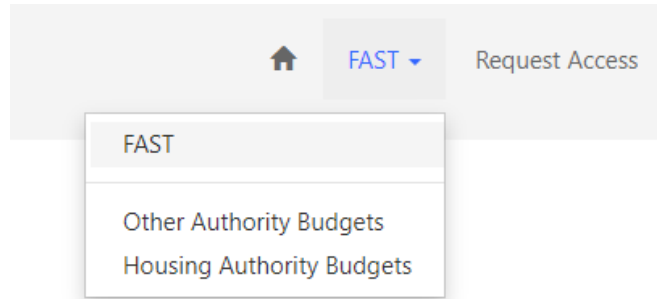 FAST Request Access
FAST
Other Authority Budgets
Housing Authority Budgets